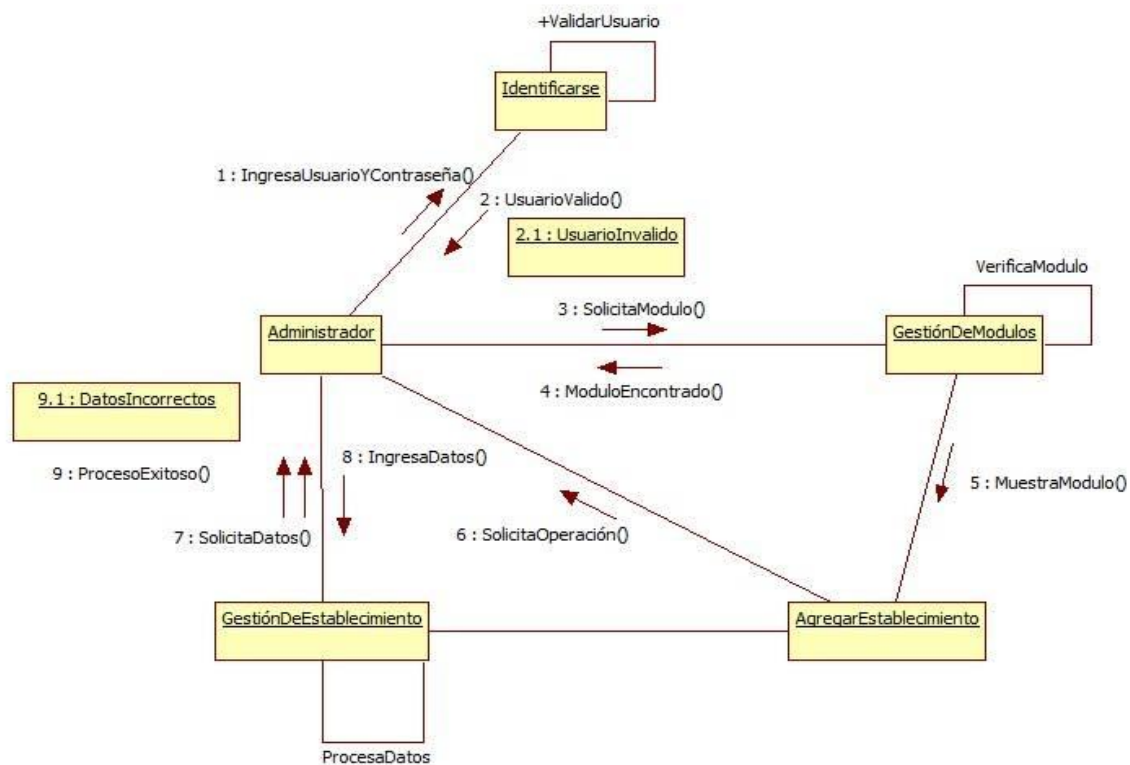 +ValidarUsuario
Identificarse
1 : IngresaUsuarioYContraseña()
2 : UsuarioValido()
2.1 : UsuarioInvalido
VerificaModulo
3 : SolicitaModulo()
Administrador
GestiónDeModulos
4 : ModuloEncontrado()
9.1 : DatosIncorrectos
8 : IngresaDatos()
9 : ProcesoExitoso()
5 : MuestraModulo()
7 : SolicitaDatos()
6 : SolicitaOperación()
GestiónDeEstablecimiento
AgregarEstablecimiento
ProcesaDatos